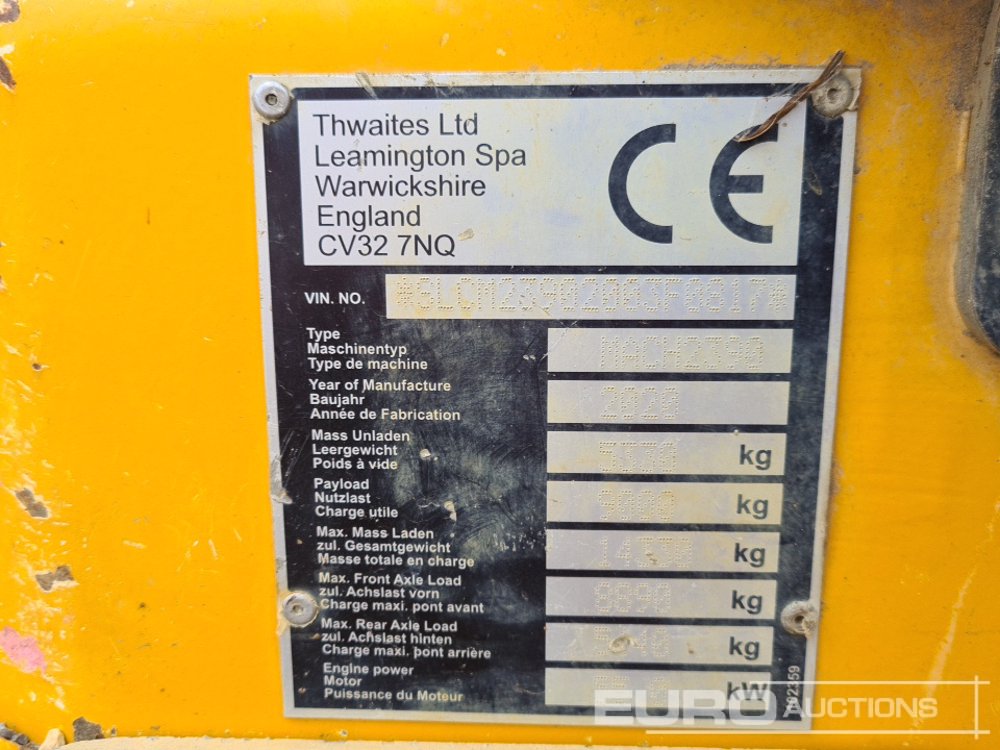 Thwaites Ltd
Leamington Spa
Warwickshire
England
CV32 7NQ
CE
VIN. NO.
Type
Maschinentyp
Type de machine
MACH2390
Year of Manufacture
Baujahr
Année de Fabrication
2020
Mass Unladen
Leergewicht
Poids à vide
kg
Payload
Nutzlast
Charge utile
9000 kg
Max. Mass Laden
zul. Gesamtgewicht
Masse totale en charge
kg
Max. Front Axle Load
zul. Achslast vorn
Charge maxi. pont avant
kg
Max. Rear Axle Load
zul. Achslast hinten
Charge maxi. pont arrière
kg
Engine power
Motor
Puissance du Moteur
kW
EURO AUCTIONS